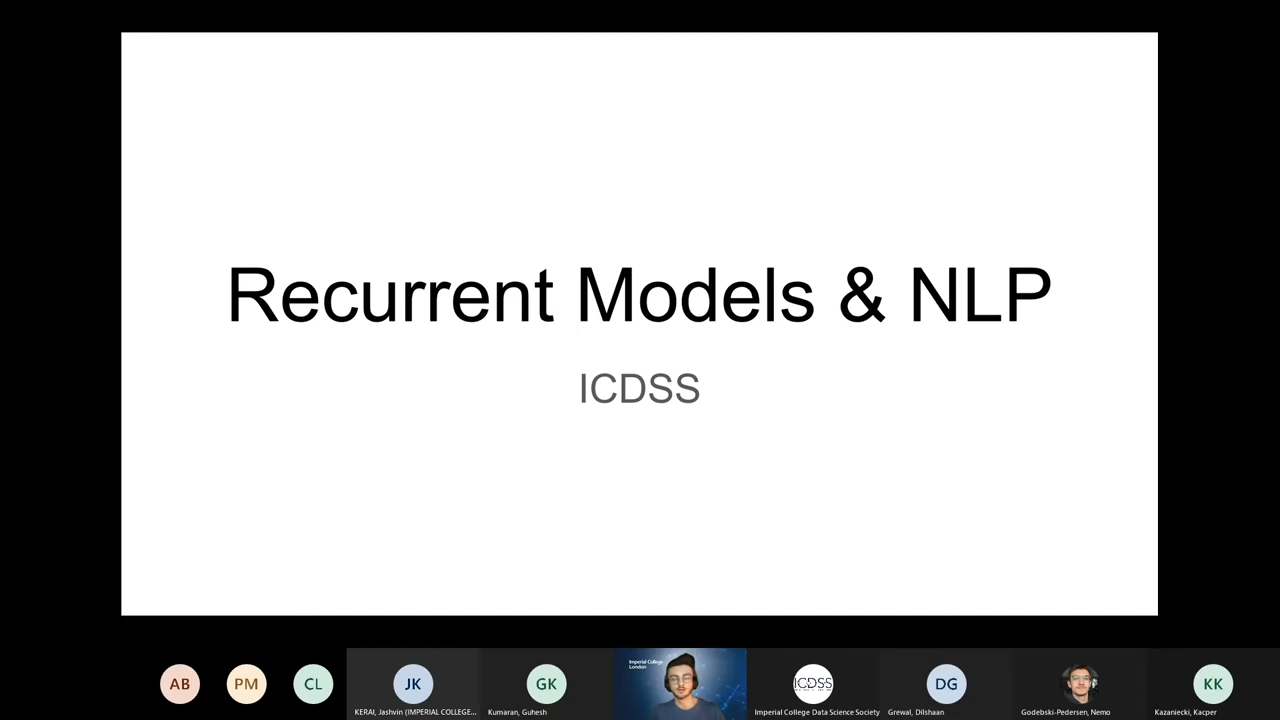 Recurrent Models & NLP
ICDSS
Imperial College
London
AB
PM
CL
JK
GK
ICDSS
DG
KK
KERAI, Jashvin (IMPERIAL COLLEGE...
Kumaran, Guhesh
Imperial College Data Science Society
Grewal, Dilshaan
Godebski-Pedersen, Nemo
Kazaniecki, Kacper